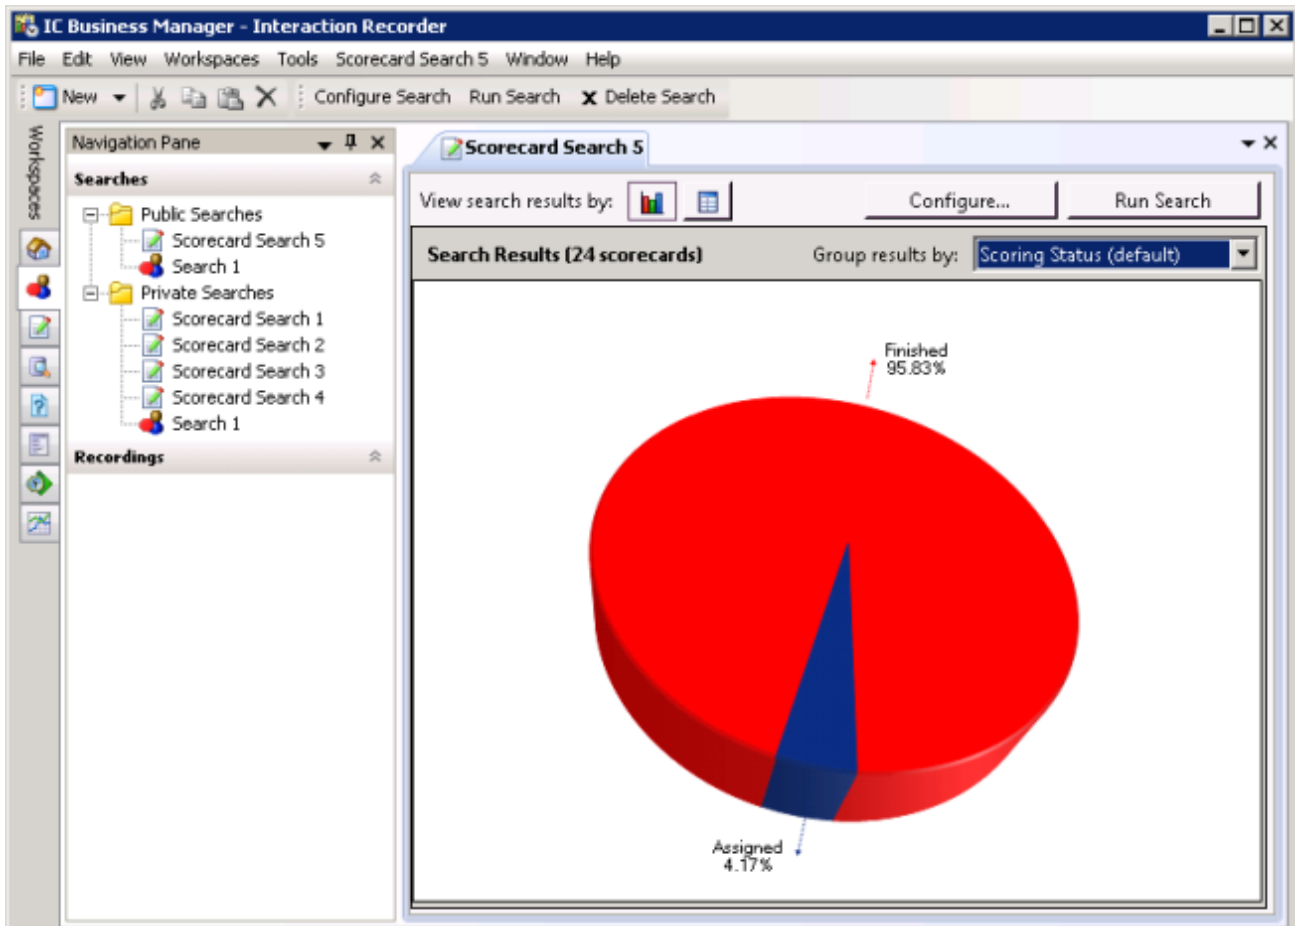 IC Business Manager - Interaction Recorder
File Edit View Workspaces Tools Scorecard Search 5 Window Help
New Configure Search Run Search Delete Search
Workspaces
Navigation Pane
Searches
Public Searches
Scorecard Search 5
Search 1
Private Searches
Scorecard Search 1
Scorecard Search 2
Scorecard Search 3
Scorecard Search 4
Search 1
Recordings
Scorecard Search 5
View search results by: Configure... Run Search
Search Results (24 scorecards) Group results by: Scoring Status (default)
Finished
95.83%
Assigned
4.17%